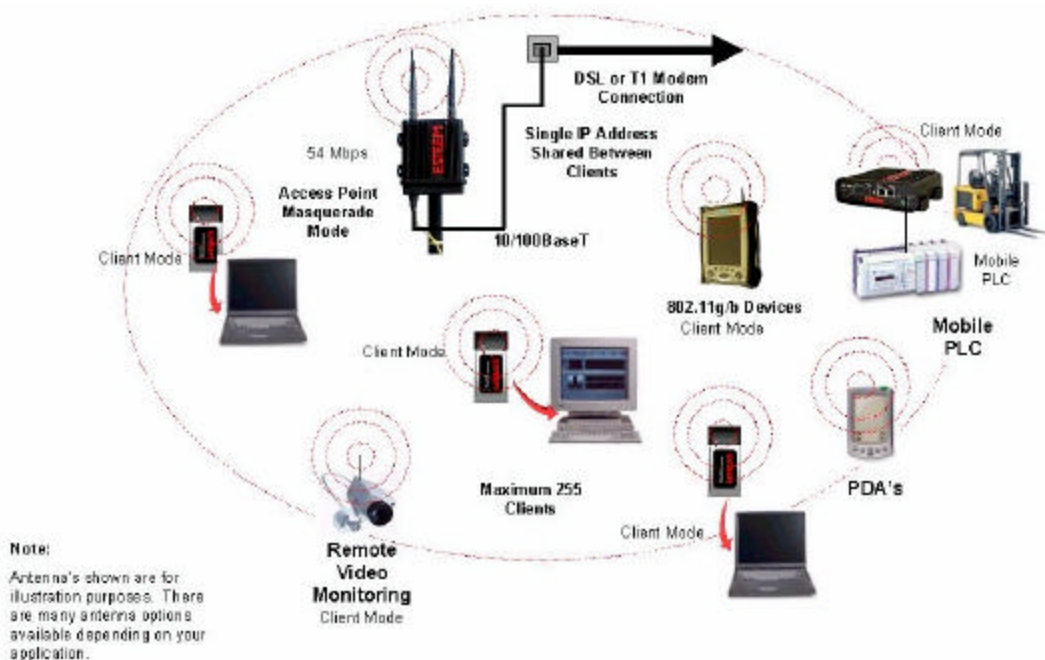 DSL or T1 Modem
Connection
Client Mode
54 Mbps
ESTEEM
Single IP Address
Shared Between
Clients
Access Point
Masquerade
Mode
10/100BaseT
Client Mode
Mobile
PLC
802.11g/b Devices
Client Mode
Mobile
PLC
Client Mode
Maximum 255
Clients
PDA's
Client Mode
Remote
Video
Monitoring
Client Mode
Note:
Antenna's shown are for
illustration purposes. There
are many antenna options
available depending on your
application.